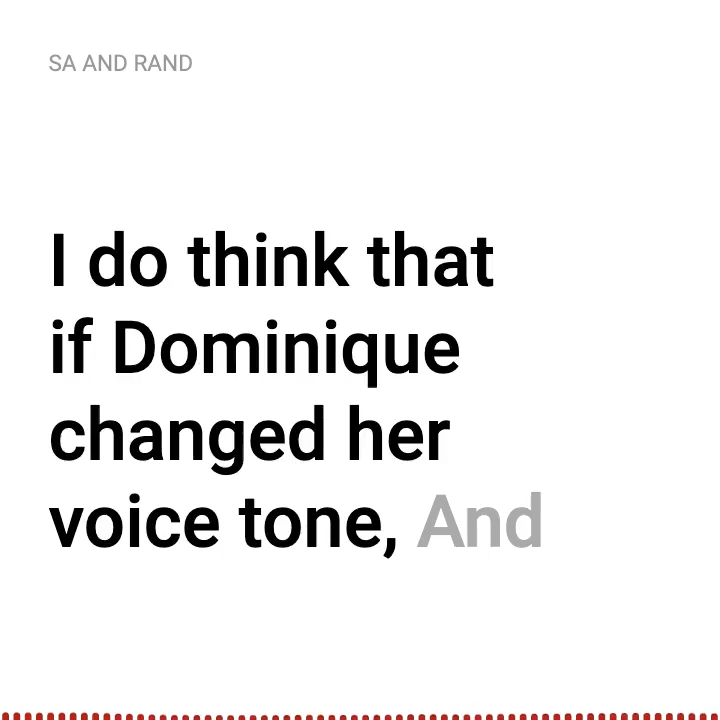 SA AND RAND
I do think that
if Dominique
changed her
voice tone, And